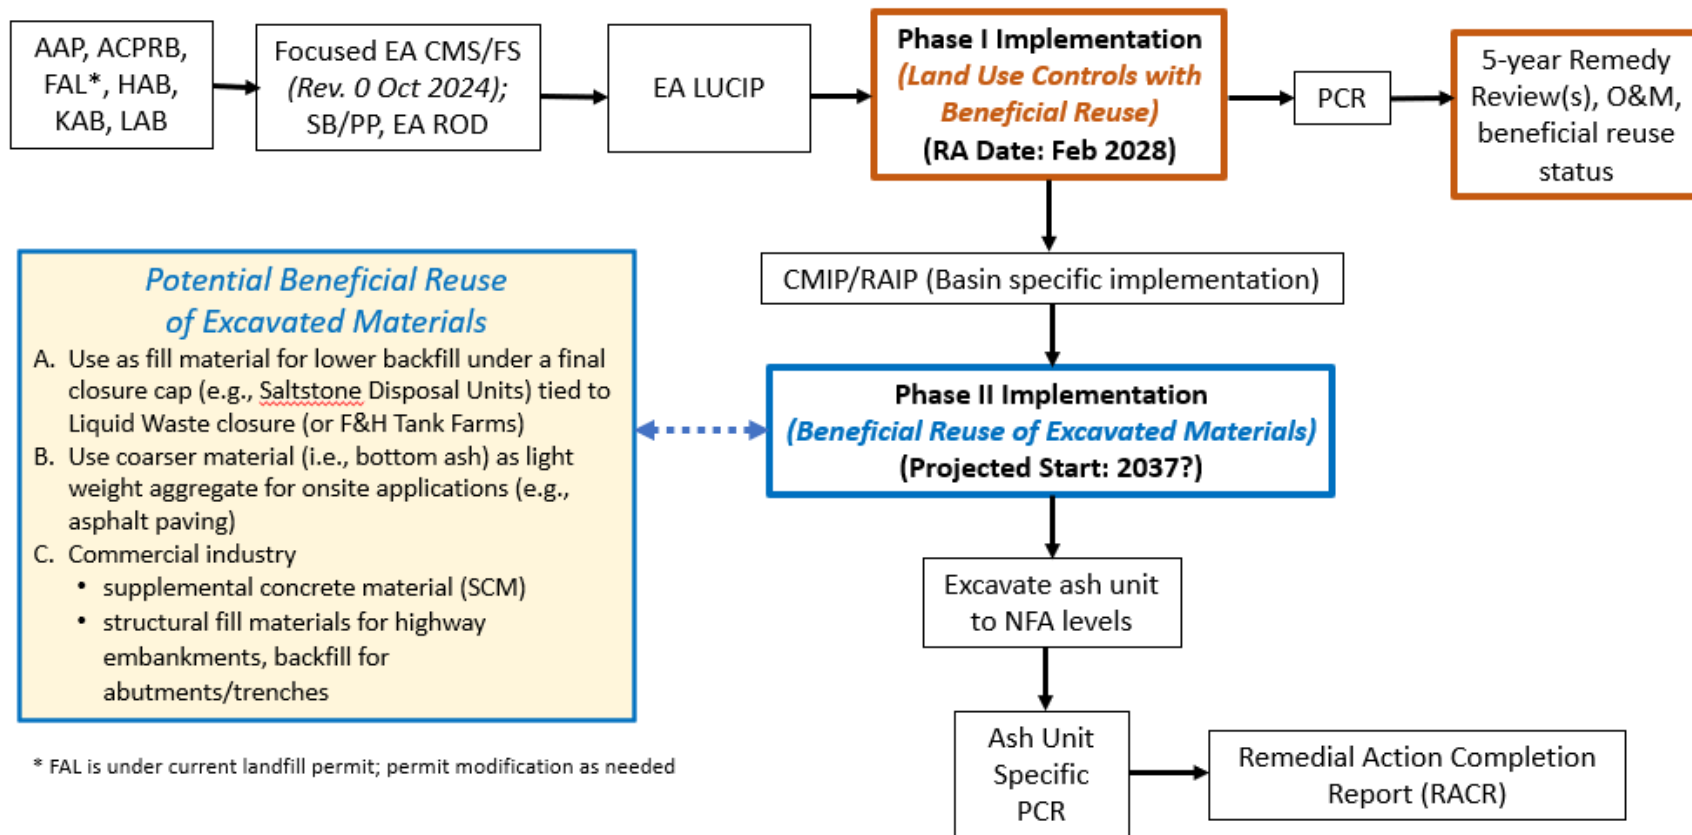 AAP, ACPRB,
FAL*, HAB,
KAB, LAB
Focused EA CMS/FS
(Rev. 0 Oct 2024);
SB/PP, EA ROD
EA LUCIP
Phase I Implementation
(Land Use Controls with
Beneficial Reuse)
(RA Date: Feb 2028)
PCR
5-year Remedy
Review(s), O&M,
beneficial reuse
status
CMIP/RAIP (Basin specific implementation)
Potential Beneficial Reuse
of Excavated Materials
A. Use as fill material for lower backfill under a final
closure cap (e.g., Saltstone Disposal Units) tied to
Liquid Waste closure (or F&H Tank Farms)
B. Use coarser material (i.e., bottom ash) as light
weight aggregate for onsite applications (e.g.,
asphalt paving)
C. Commercial industry
• supplemental concrete material (SCM)
• structural fill materials for highway
embankments, backfill for
abutments/trenches
Phase II Implementation
(Beneficial Reuse of Excavated Materials)
(Projected Start: 2037?)
Excavate ash unit
to NFA levels
Ash Unit
Specific
PCR
Remedial Action Completion
Report (RACR)
* FAL is under current landfill permit; permit modification as needed